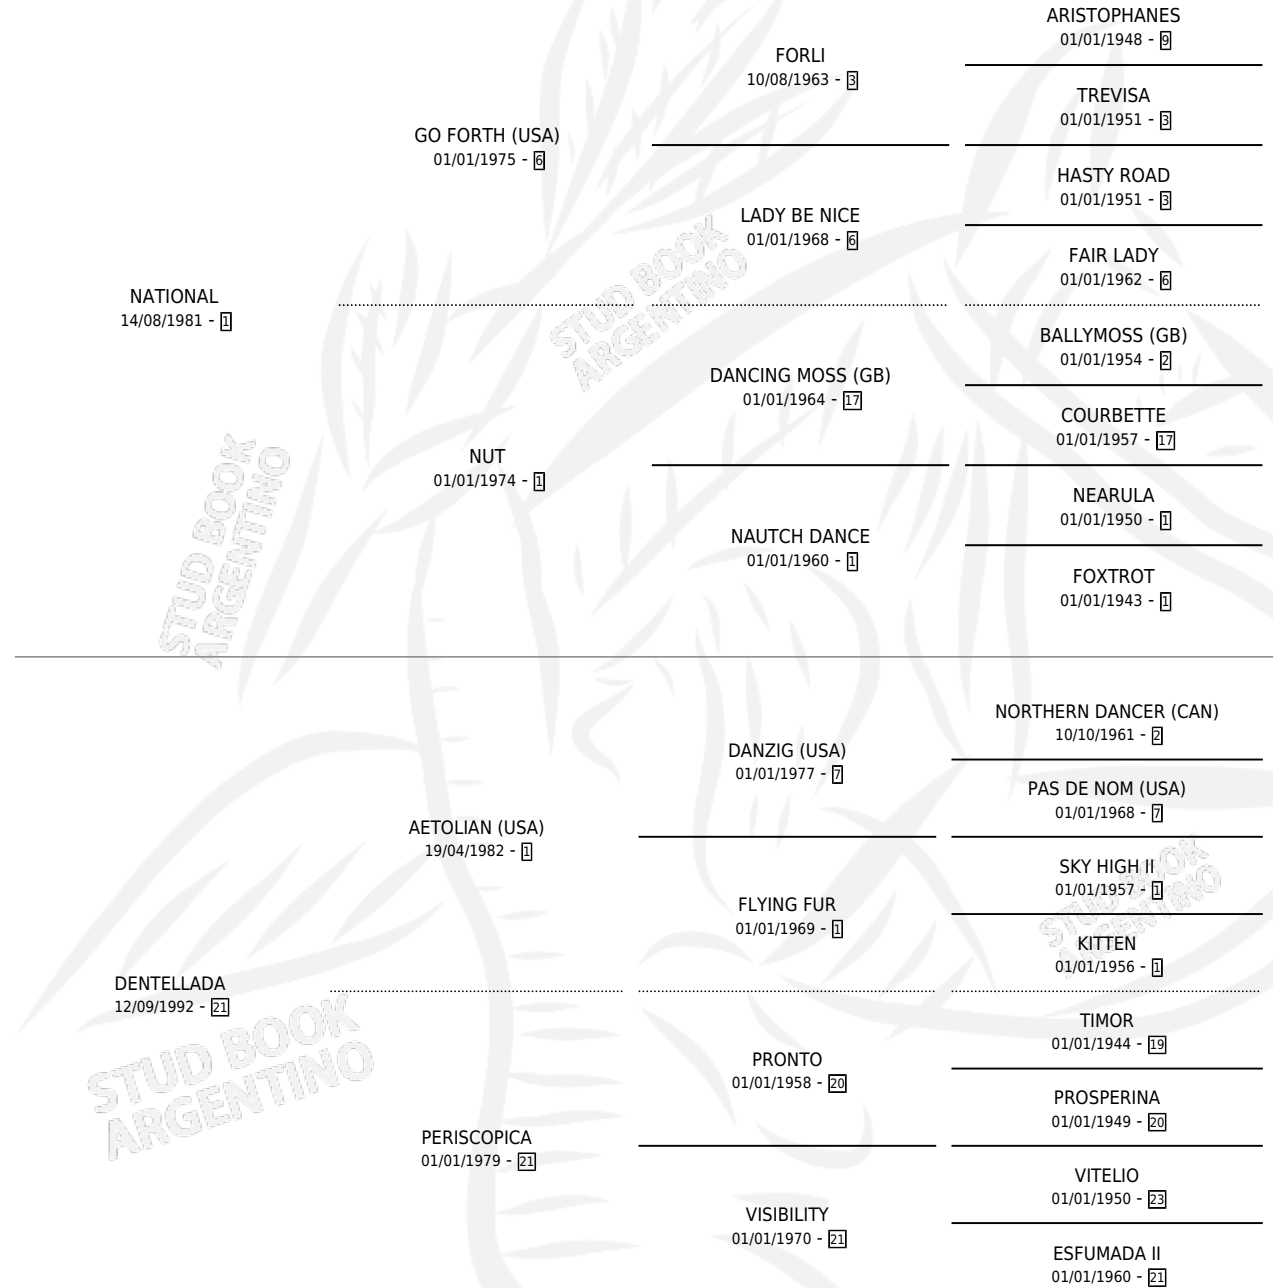 ARISTOPHANES
01/01/1948 - 9
FORLI
10/08/1963 - 3
TREVISA
01/01/1951 - 3
GO FORTH (USA)
01/01/1975 - 6
HASTY ROAD
01/01/1951 - 3
LADY BE NICE
01/01/1968 - 6
FAIR LADY
01/01/1962 - 6
NATIONAL
14/08/1981 - 1
STUD BOOK
ARGENTINO
BALLYMOSS (GB)
01/01/1954 - 2
DANCING MOSS (GB)
01/01/1964 - 17
COURBETTE
01/01/1957 - 17
NUT
01/01/1974 - 1
NEARULA
01/01/1950 - 1
NAUTCH DANCE
01/01/1960 - 1
FOXTROT
01/01/1943 - 1
STUD BOOK
ARGENTINO
NORTHERN DANCER (CAN)
10/10/1961 - 2
DANZIG (USA)
01/01/1977 - 7
PAS DE NOM (USA)
01/01/1968 - 7
AETOLIAN (USA)
19/04/1982 - 1
SKY HIGH II
01/01/1957 - 1
FLYING FUR
01/01/1969 - 1
KITTEN
01/01/1956 - 1
STUD BOOK
ARGENTINO
DENTELLADA
12/09/1992 - 21
TIMOR
01/01/1944 - 19
PRONTO
01/01/1958 - 20
PROSPERINA
01/01/1949 - 20
STUD BOOK
ARGENTINO
PERISCOPICA
01/01/1979 - 21
VITELIO
01/01/1950 - 23
VISIBILITY
01/01/1970 - 21
ESFUMADA II
01/01/1960 - 21